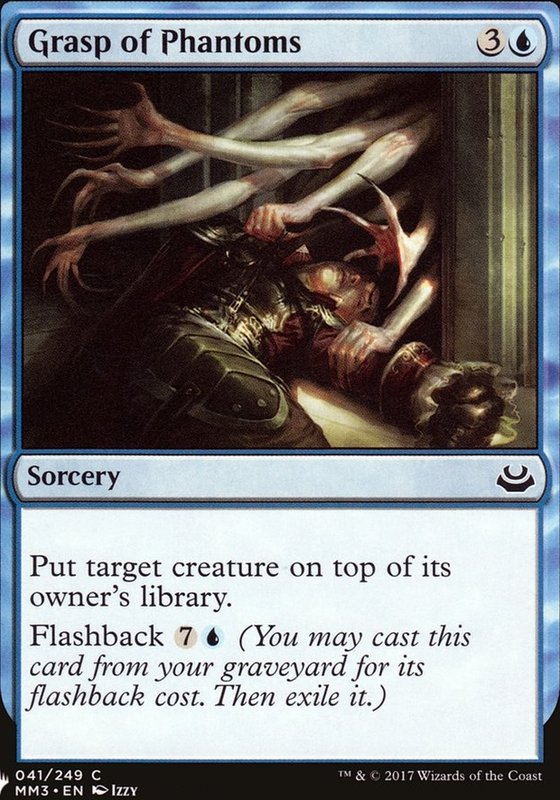 Grasp of Phantoms 3
Sorcery
Put target creature on top of its
owner's library.
Flashback 7 (You may cast this
card from your graveyard for its
flashback cost. Then exile it.)
041/249 C
MM3 • EN Izzy
™ & © 2017 Wizards of the Coast